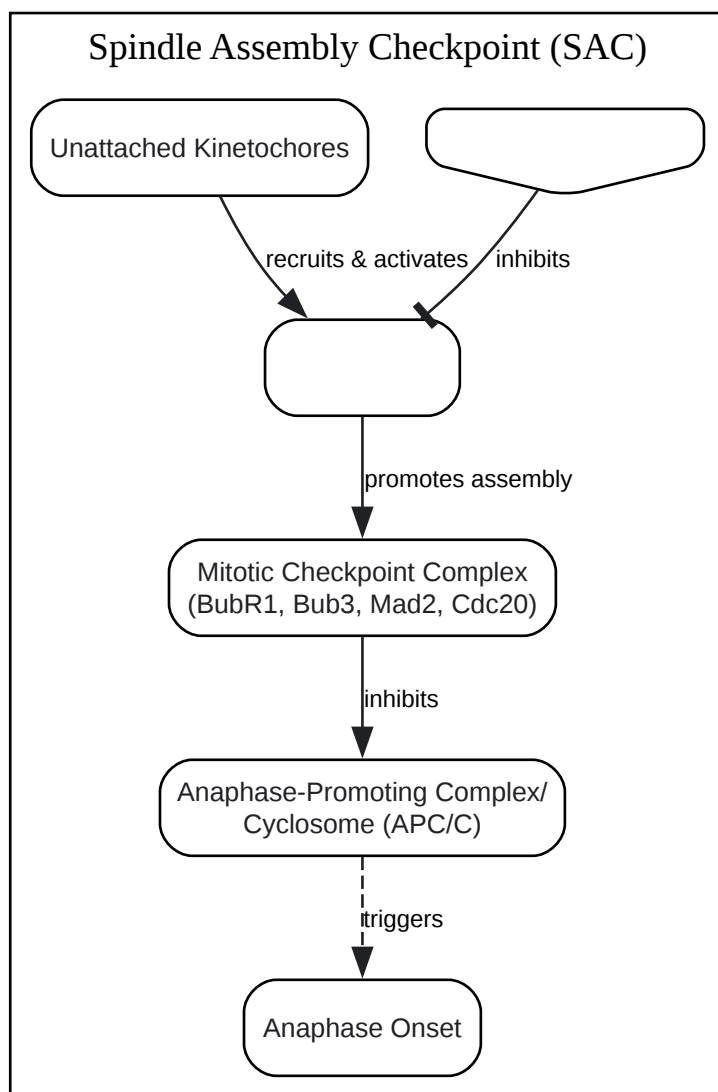 Spindle Assembly Checkpoint (SAC)
Unattached Kinetochores
recruits & activates
inhibits
promotes assembly
Mitotic Checkpoint Complex
(BubR1, Bub3, Mad2, Cdc20)
inhibits
Anaphase-Promoting Complex/
Cyclosome (APC/C)
triggers
Anaphase Onset